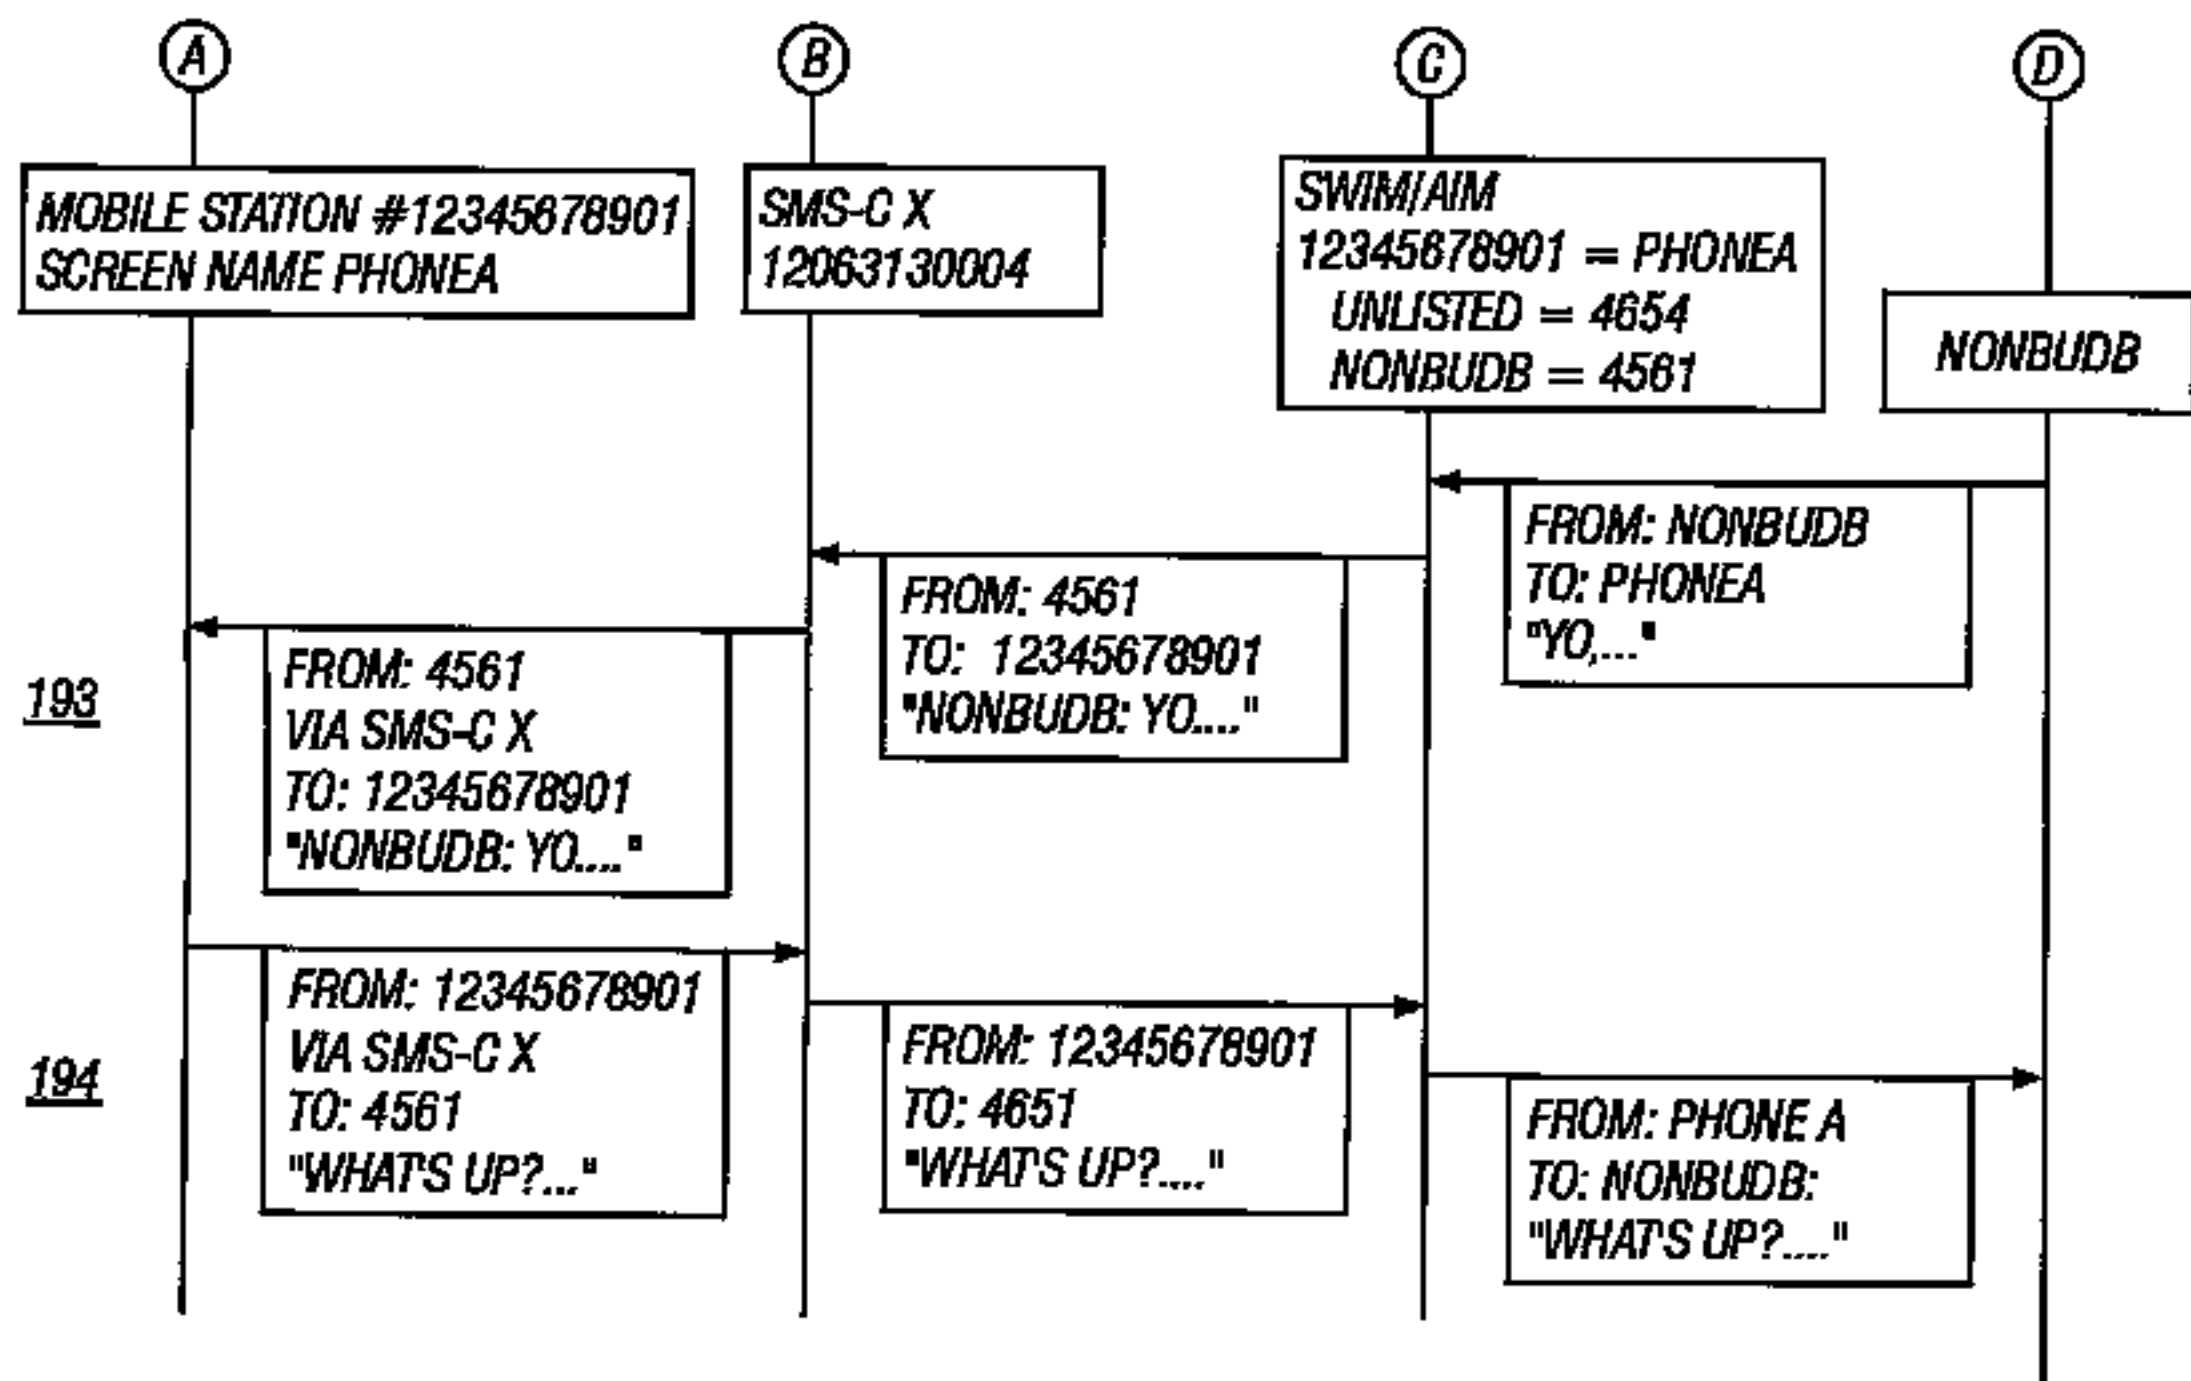 A
B
C
D
MOBILE STATION #12345678901
SCREEN NAME PHONEA
SMS-C X
12063130004
SWIM/AIM
12345678901 = PHONEA
UNLISTED = 4654
NONBUDB = 4561
NONBUDB
FROM: NONBUDB
TO: PHONEA
"YO,..."
FROM: 4561
TO: 12345678901
"NONBUDB: YO...."
193
FROM: 4561
VIA SMS-C X
TO: 12345678901
"NONBUDB: YO...."
194
FROM: 12345678901
VIA SMS-C X
TO: 4561
"WHAT'S UP?..."
FROM: 12345678901
TO: 4651
"WHAT'S UP?...."
FROM: PHONE A
TO: NONBUDB:
"WHAT'S UP?...."